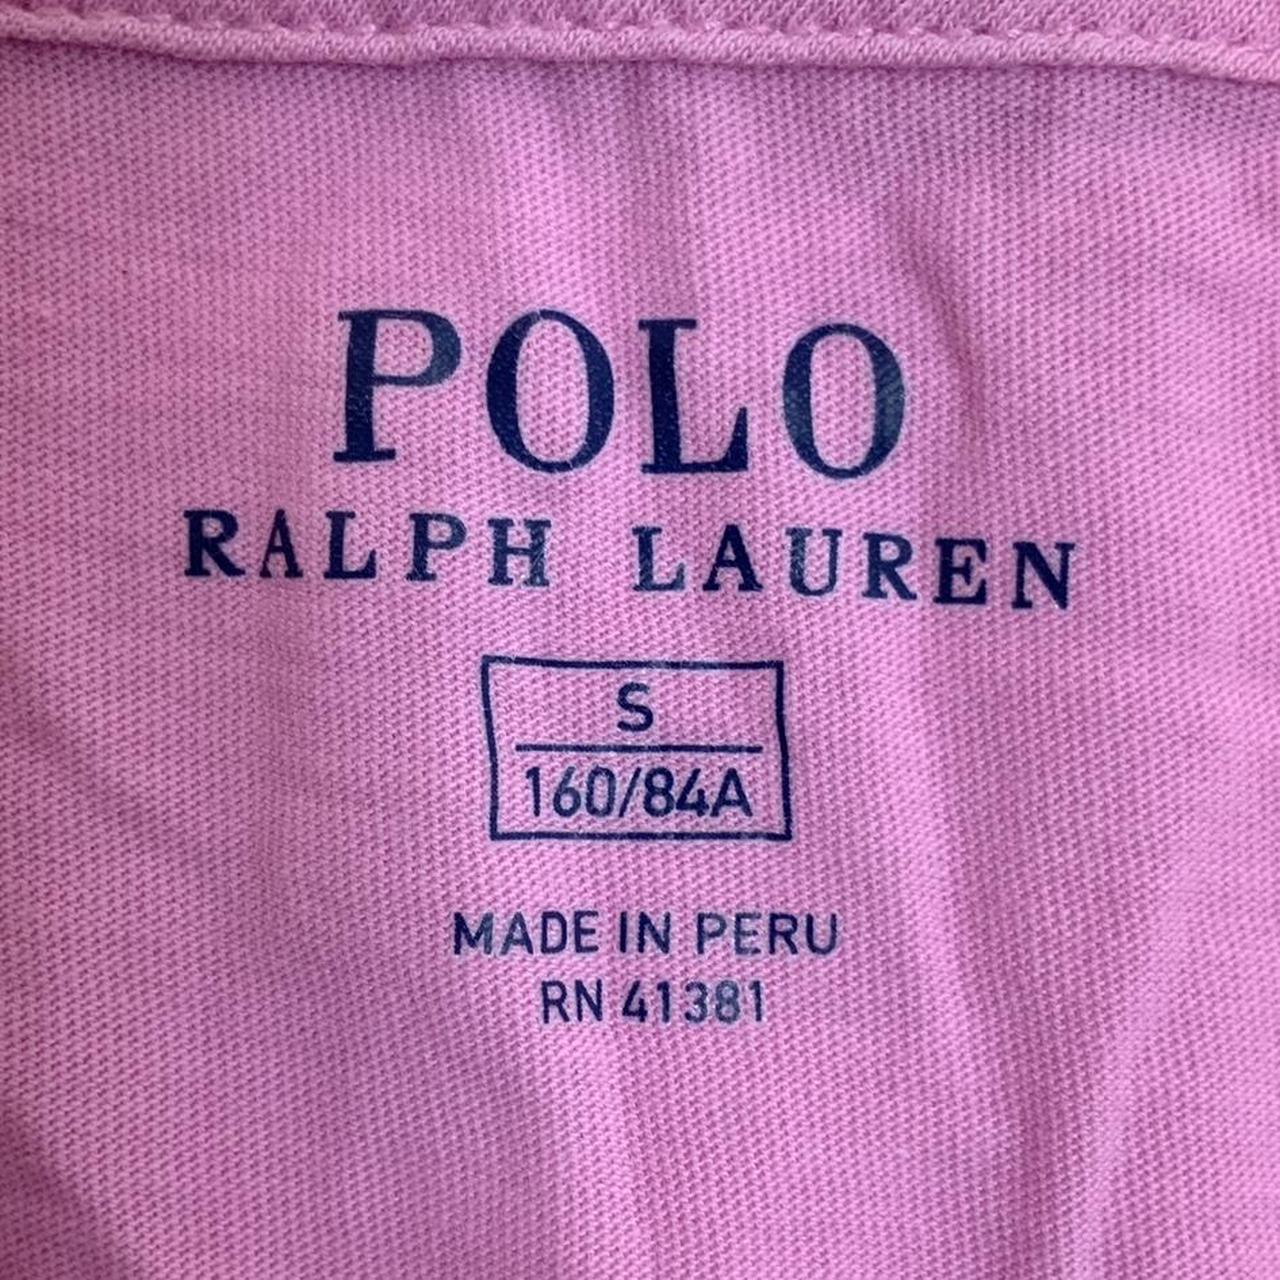 POLO
RALPH LAUREN
S
160/84A
MADE IN PERU
RN 41381